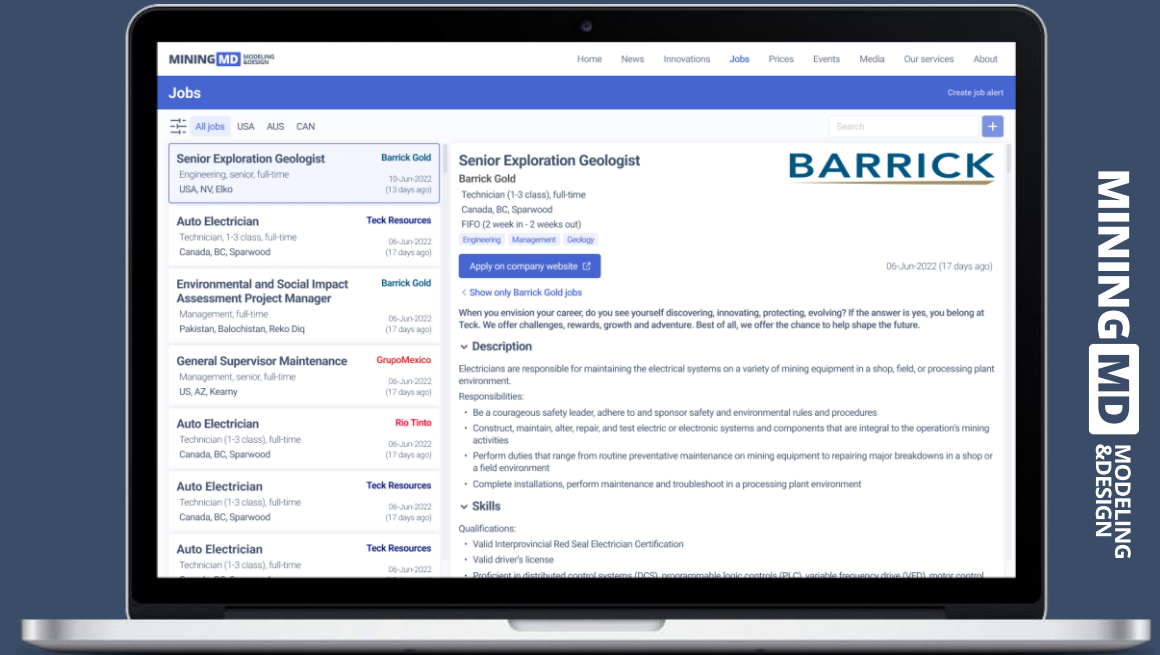 MINING MD MODELING
&DESIGN
Home News Innovations Jobs Prices Events Media Our services About
Jobs
Create job alert
All jobs USA AUS CAN
Search +
Senior Exploration Geologist Barrick Gold
Engineering, senior, full-time 10-Jun-2022
USA, NV, Elko (13 days ago)
Auto Electrician Teck Resources
Technician, 1-3 class, full-time 06-Jun-2022
Canada, BC, Sparwood (17 days ago)
Environmental and Social Impact Barrick Gold
Assessment Project Manager
Management, full-time 06-Jun-2022
Pakistan, Balochistan, Reko Diq (17 days ago)
General Supervisor Maintenance GrupoMexico
Management, senior, full-time 06-Jun-2022
US, AZ, Kearny (17 days ago)
Auto Electrician Rio Tinto
Technician (1-3 class), full-time 06-Jun-2022
Canada, BC, Sparwood (17 days ago)
Auto Electrician Teck Resources
Technician (1-3 class), full-time 06-Jun-2022
Canada, BC, Sparwood (17 days ago)
Auto Electrician Teck Resources
Technician (1-3 class), full-time 06-Jun-2022
Senior Exploration Geologist
BARRICK
Barrick Gold
Technician (1-3 class), full-time
Canada, BC, Sparwood
FIFO (2 week in - 2 weeks out)
Engineering Management Geology
Apply on company website
06-Jun-2022 (17 days ago)
< Show only Barrick Gold jobs
When you envision your career, do you see yourself discovering, innovating, protecting, evolving? If the answer is yes, you belong at
Teck. We offer challenges, rewards, growth and adventure. Best of all, we offer the chance to help shape the future.
Description
Electricians are responsible for maintaining the electrical systems on a variety of mining equipment in a shop, field, or processing plant
environment.
Responsibilities:
• Be a courageous safety leader, adhere to and sponsor safety and environmental rules and procedures
• Construct, maintain, alter, repair, and test electric or electronic systems and components that are integral to the operation's mining
activities
• Perform duties that range from routine preventative maintenance on mining equipment to repairing major breakdowns in a shop or
a field environment
• Complete installations, perform maintenance and troubleshoot in a processing plant environment
Skills
Qualifications:
• Valid Interprovincial Red Seal Electrician Certification
• Valid driver's license
• Proficient in distributed control systems (DCS), programmable logic controls (PLC), variable frequency drive (VFD), motor control
MINING MD MODELING
&DESIGN